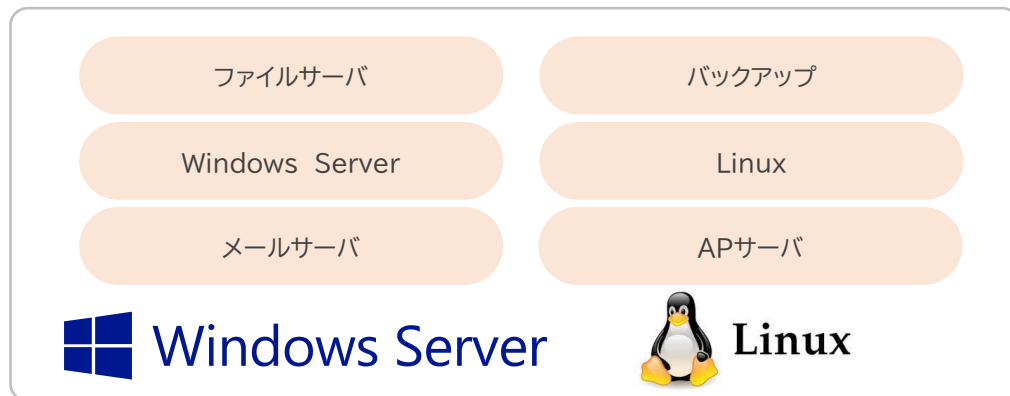 ファイルサーバ
バックアップ
Windows Server
Linux
メールサーバ
APサーバ
Windows Server
Linux